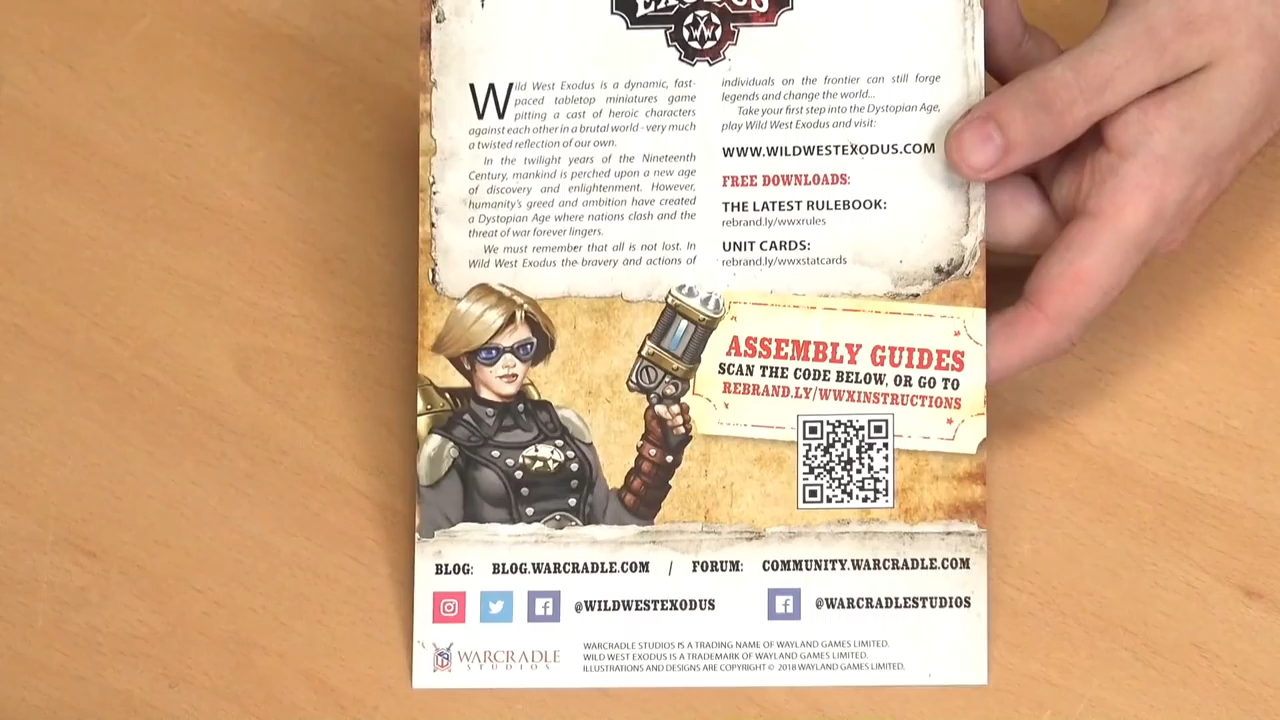 EXODUS
Wild West Exodus is a dynamic, fast-
paced tabletop miniatures game
pitting a cast of heroic characters
against each other in a brutal world - very much
a twisted reflection of our own.
In the twilight years of the Nineteenth
Century, mankind is perched upon a new age
of discovery and enlightenment. However,
humanity's greed and ambition have created
a Dystopian Age where nations clash and the
threat of war forever lingers.
We must remember that all is not lost. In
Wild West Exodus the bravery and actions of
individuals on the frontier can still forge
legends and change the world...
Take your first step into the Dystopian Age,
play Wild West Exodus and visit:
WWW.WILDWESTEXODUS.COM
FREE DOWNLOADS:
THE LATEST RULEBOOK:
rebrand.ly/wwxrules
UNIT CARDS:
rebrand.ly/wwxstatcards
ASSEMBLY GUIDES
SCAN THE CODE BELOW, OR GO TO
REBRAND.LY/WWXINSTRUCTIONS
BLOG: BLOG.WARCRADLE.COM / FORUM: COMMUNITY.WARCRADLE.COM
@WILDWESTEXODUS @WARCRADLESTUDIOS
WARCRADLE
STUDIOS
WARCRADLE STUDIOS IS A TRADING NAME OF WAYLAND GAMES LIMITED.
WILD WEST EXODUS IS A TRADEMARK OF WAYLAND GAMES LIMITED.
ILLUSTRATIONS AND DESIGNS ARE COPYRIGHT © 2018 WAYLAND GAMES LIMITED.